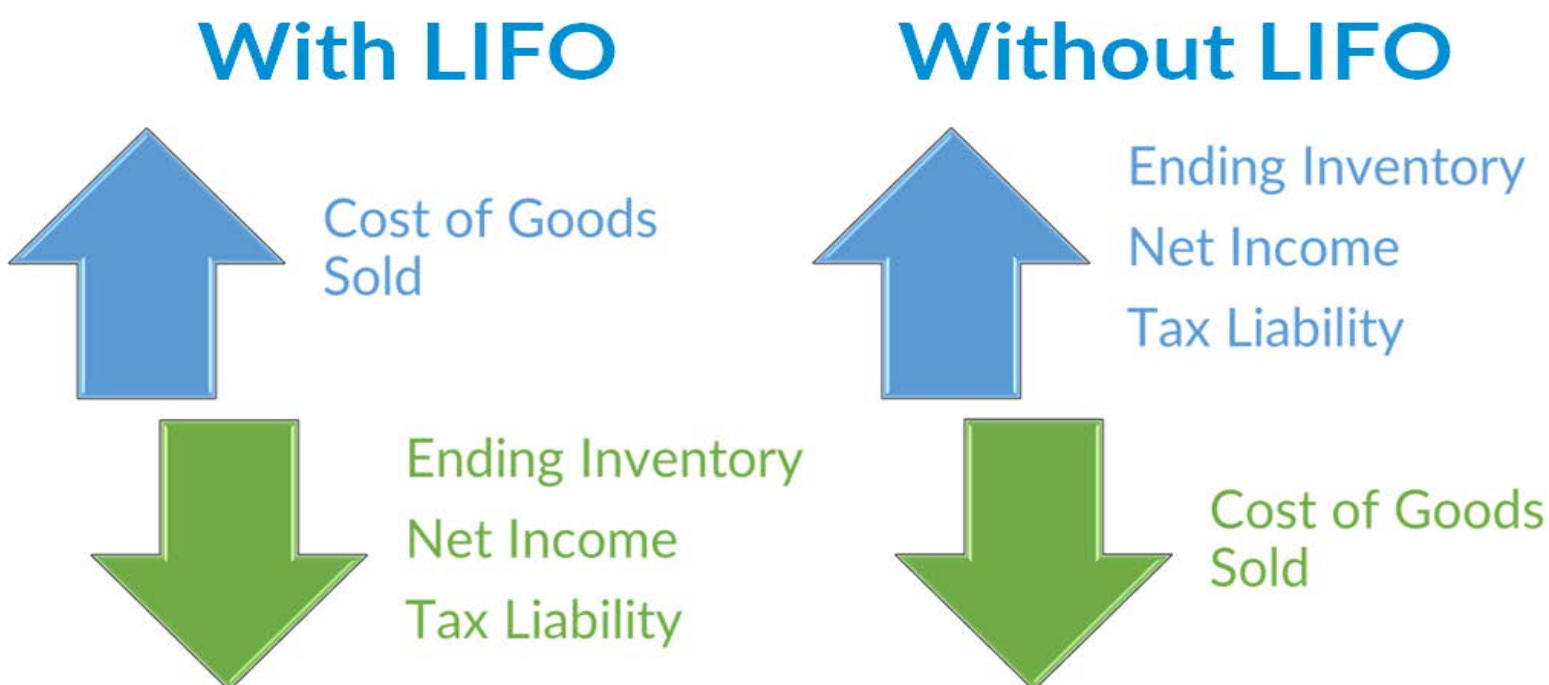 With LIFO
Cost of Goods
Sold
Ending Inventory
Net Income
Tax Liability
Without LIFO
Ending Inventory
Net Income
Tax Liability
Cost of Goods
Sold